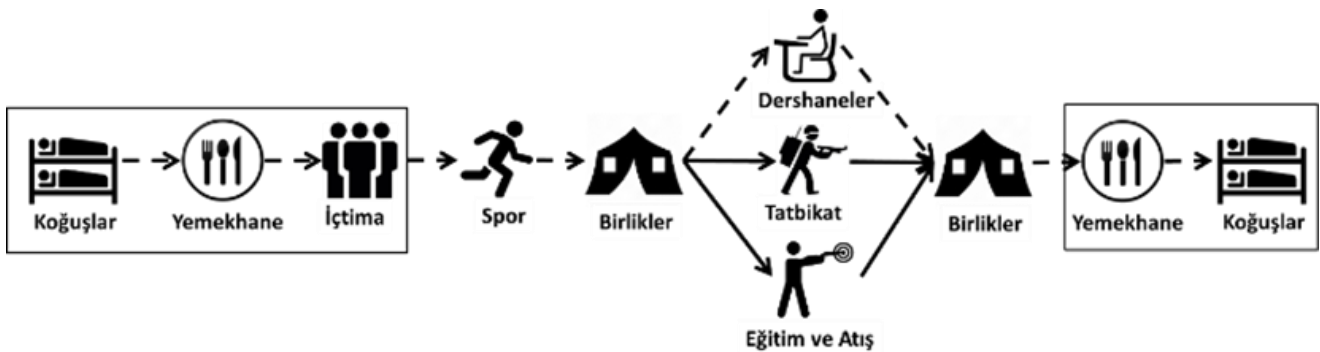 Koğuşlar
Yemekhane
İçtima
Spor
Birlikler
Dershaneler
Tatbikat
Eğitim ve Atış
Birlikler
Yemekhane
Koğuşlar